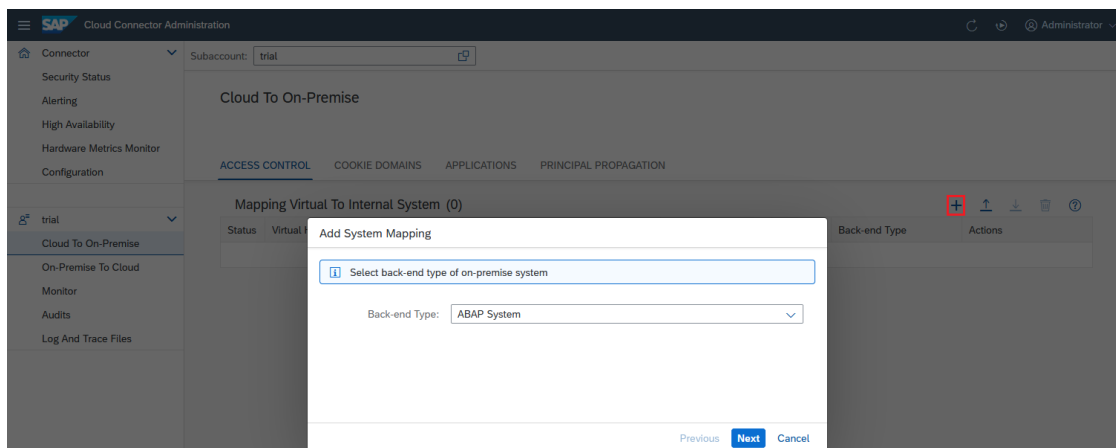 SAP Cloud Connector Administration
Administrator
Connector
Security Status
Alerting
High Availability
Hardware Metrics Monitor
Configuration
trial
Cloud To On-Premise
On-Premise To Cloud
Monitor
Audits
Log And Trace Files
Subaccount: trial
Cloud To On-Premise
ACCESS CONTROL COOKIE DOMAINS APPLICATIONS PRINCIPAL PROPAGATION
Mapping Virtual To Internal System (0)
Status Virtual Back-end Type Actions
Add System Mapping
Select back-end type of on-premise system
Back-end Type: ABAP System
Previous Next Cancel